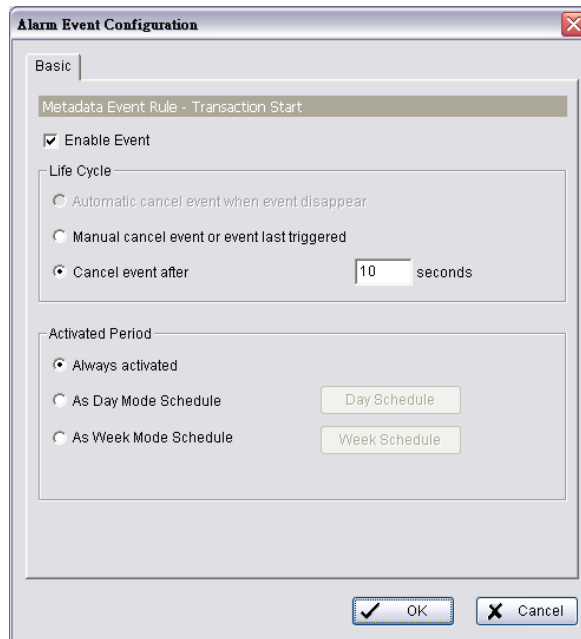 Alarm Event Configuration
Basic
Metadata Event Rule - Transaction Start
Enable Event
Life Cycle
Automatic cancel event when event disappear
Manual cancel event or event last triggered
Cancel event after 10 seconds
Activated Period
Always activated
As Day Mode Schedule Day Schedule
As Week Mode Schedule Week Schedule
OK Cancel